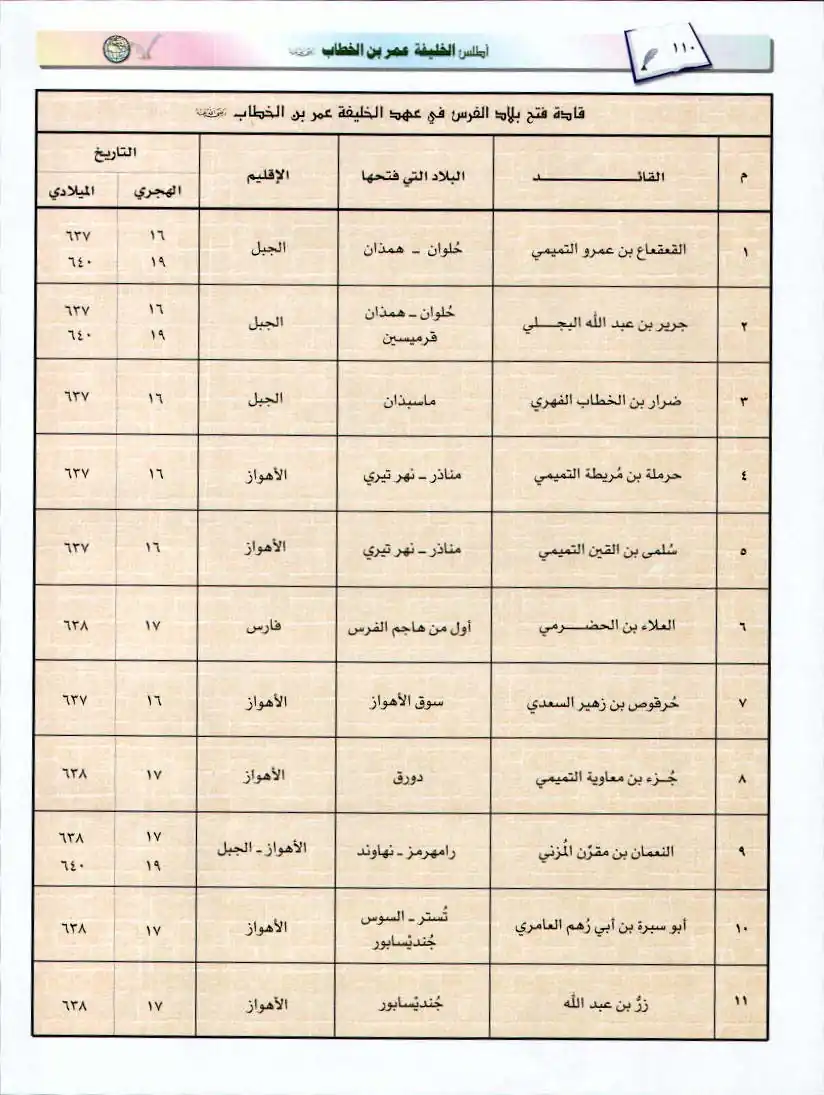 ١١٠
أطلس الخليفة عمر بن الخطاب
قادة فتح بلاد الفرس في عهد الخليفة عمر بن الخطاب
م القائـــــد البلاد التي فتحها الإقليم التاريخ
الهجري الميلادي
١ القعقعاع بن عمرو التميمي حُلوان - همذان الجبل ١٦ ٦٣٧
١٩ ٦٤٠
٢ جرير بن عبد الله البجـــلي حُلوان - همذان الجبل ١٦ ٦٣٧
قرميسين ١٩ ٦٤٠
٣ ضرار بن الخطاب الفهري ماسبذان الجبل ١٦ ٦٣٧
٤ حرملة بن مُريطة التميمي مناذر - نهر تيري الأهواز ١٦ ٦٣٧
٥ سُلمى بن القين التميمي مناذر - نهر تيري الأهواز ١٦ ٦٣٧
٦ العلاء بن الحضـــرمي أول من هاجم الفرس فارس ١٧ ٦٣٨
٧ حُرقوص بن زهير السعدي سوق الأهواز الأهواز ١٦ ٦٣٧
٨ جُـزء بن معاوية التميمي دورق الأهواز ١٧ ٦٣٨
٩ النعمان بن مقرّن المُزني رامهرمز - نهاوند الأهواز - الجبل ١٧ ٦٣٨
١٩ ٦٤٠
١٠ أبو سبرة بن أبي رُهم العامري تُستر - السوس الأهواز ١٧ ٦٣٨
جُنديْسابور
١١ زرُّ بن عبد الله جُنديْسابور الأهواز ١٧ ٦٣٨